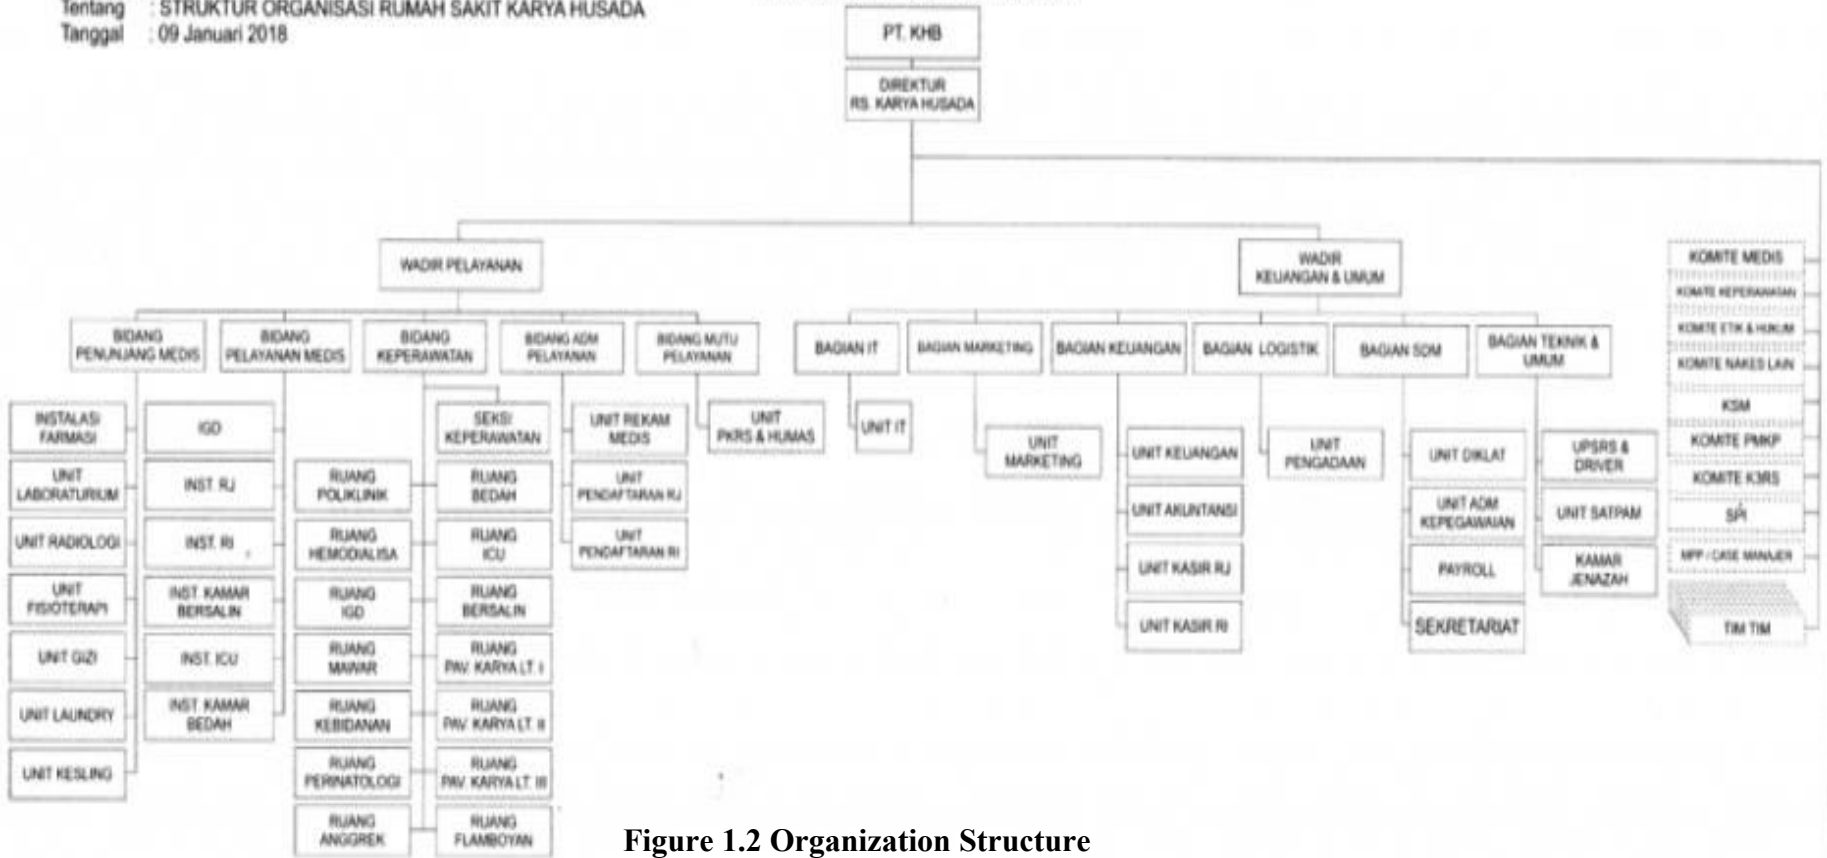 Tentang : STRUKTUR ORGANISASI RUMAH SAKIT KARYA HUSADA
Tanggal : 09 Januari 2018
PT. KHB
DIREKTUR
RS. KARYA HUSADA
WADIR PELAYANAN
WADIR
KEUANGAN & UMUM
BIDANG
PENUNJANG MEDIS
BIDANG
PELAYANAN MEDIS
BIDANG
KEPERAWATAN
BIDANG ADM
PELAYANAN
BIDANG MUTU
PELAYANAN
BAGIAN IT
BAGIAN MARKETING
BAGIAN KEUANGAN
BAGIAN LOGISTIK
BAGIAN SDM
BAGIAN TEKNIK &
UMUM
INSTALASI
FARMASI
UNIT
LABORATURIUM
UNIT RADIOLOGI
UNIT
FISIOTERAPI
UNIT GIZI
UNIT LAUNDRY
UNIT KESLING
IGD
INST. RJ
INST. RI
INST. KAMAR
BERSALIN
INST. ICU
INST. KAMAR
BEDAH
RUANG
POLIKLINIK
RUANG
HEMODIALISA
RUANG
IGD
RUANG
MAWAR
RUANG
KEBIDANAN
RUANG
PERINATOLOGI
RUANG
ANGGREK
SEKSI
KEPERAWATAN
RUANG
BEDAH
RUANG
ICU
RUANG
BERSALIN
RUANG
PAV. KARYA LT. I
RUANG
PAV. KARYA LT. II
RUANG
PAV. KARYA LT. III
RUANG
FLAMBOYAN
UNIT REKAM
MEDIS
UNIT
PENDAFTARAN RJ
UNIT
PENDAFTARAN RI
UNIT
PKRS & HUMAS
UNIT IT
UNIT
MARKETING
UNIT KEUANGAN
UNIT AKUNTANSI
UNIT KASIR RJ
UNIT KASIR RI
UNIT
PENGADAAN
UNIT DIKLAT
UNIT ADM
KEPEGAWAIAN
PAYROLL
SEKRETARIAT
UPSRS &
DRIVER
UNIT SATPAM
KAMAR
JENAZAH
KOMITE MEDIS
KOMITE KEPERAWATAN
KOMITE ETIK & HUKUM
KOMITE NAKES LAIN
KSM
KOMITE PMKP
KOMITE K3RS
SPI
MPP / CASE MANAJER
TIM TIM
Figure 1.2 Organization Structure